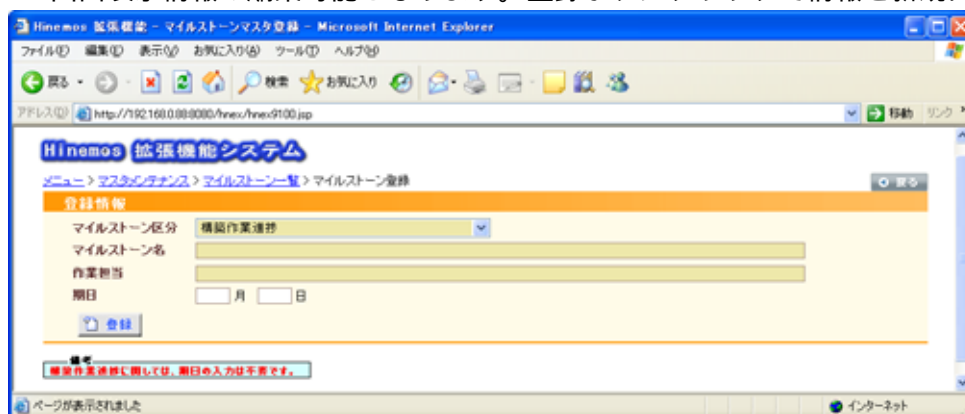 Hinemos 拡張機能 - マイルストーンマスタ登録 - Microsoft Internet Explorer
ファイル(F) 編集(E) 表示(V) お気に入り(A) ツール(T) ヘルプ(H)
戻る 検索 お気に入り
アドレス(D) http://192.168.0.88:8080/hnex/hnex9100.jsp 移動 リンク
Hinemos 拡張機能システム
メニュー > マスタメンテナンス > マイルストーン一覧 > マイルストーン登録 戻る
登録情報
マイルストーン区分 構築作業進捗
マイルストーン名
作業担当
期日 月 日
登録
備考
構築作業進捗に関しては、期日の入力は不要です。
ページが表示されました インターネット